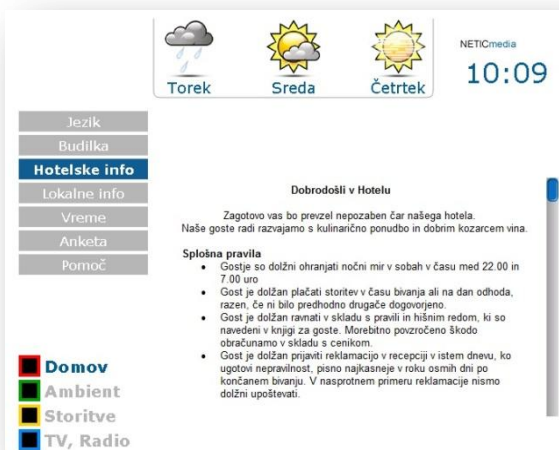 NETICmedia
10:09
Torek
Sreda
Četrtek
Jezik
Budilka
Hotelske info
Lokalne info
Vreme
Anketa
Pomoč
Dobrodošli v Hotelu
Zagotovo vas bo prevzel nepozaben čar našega hotela.
Naše goste radi razvajamo s kulinarično ponudbo in dobrim kozarcem vina.
Splošna pravila
• Gostje so dolžni ohranjati nočni mir v sobah v času med 22.00 in
7.00 uro
• Gost je dolžan plačati storitev v času bivanja ali na dan odhoda,
razen, če ni bilo predhodno drugače dogovorjeno.
• Gost je dolžan ravnati v skladu s pravili in hišnim redom, ki so
navedeni v knjigi za goste. Morebitno povzročeno škodo
obračunamo v skladu s cenikom.
• Gost je dolžan prijaviti reklamacijo v recepciji v istem dnevu, ko
ugotovi nepravilnost, pisno najkasneje v roku osmih dni po
končanem bivanju. V nasprotnem primeru reklamacije nismo
dolžni upoštevati.
Domov
Ambient
Storitve
TV, Radio